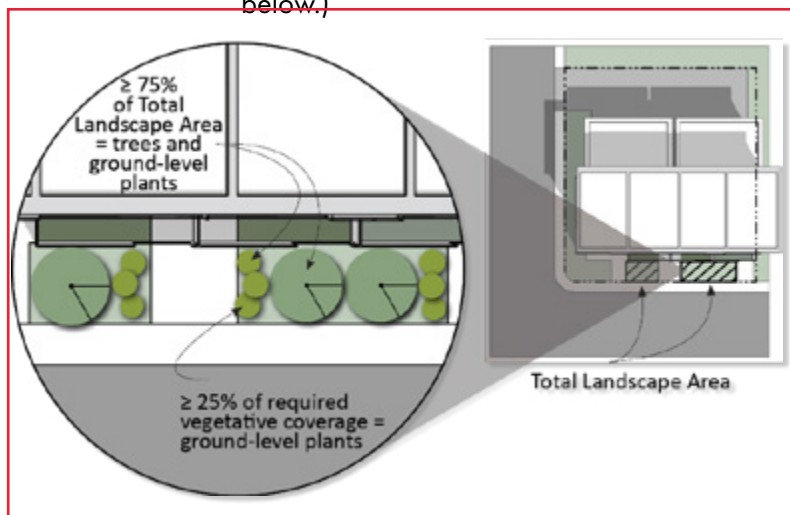 below.)
≥ 75%
of Total
Landscape Area
= trees and
ground-level
plants
≥ 25% of required
vegetative coverage =
ground-level plants
Total Landscape Area